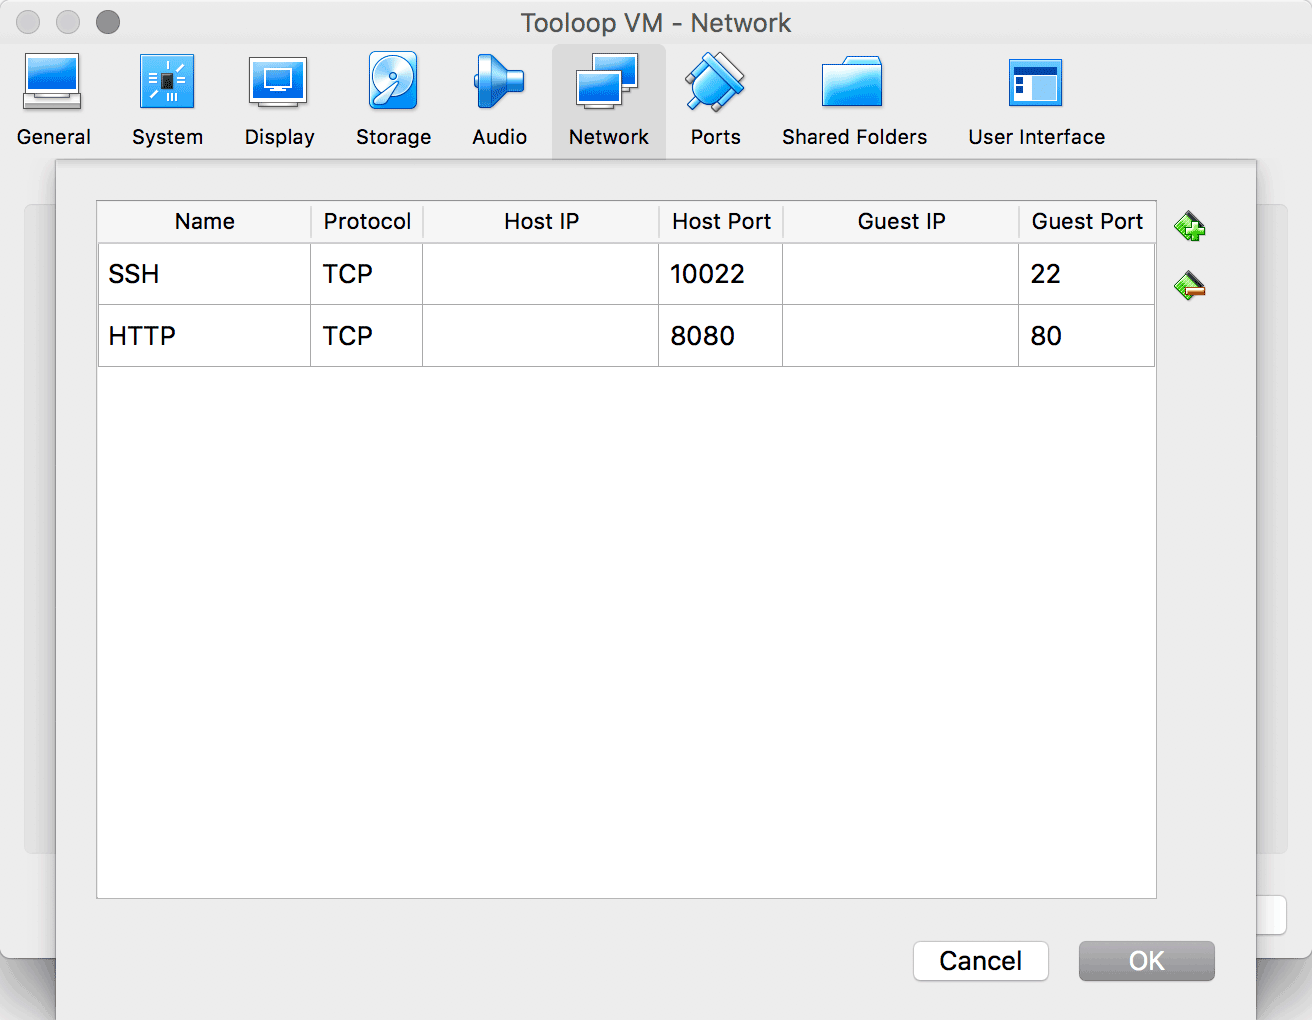 Tooloop VM - Network
General System Display Storage Audio Network Ports Shared Folders User Interface
Name Protocol Host IP Host Port Guest IP Guest Port
SSH TCP 10022 22
HTTP TCP 8080 80
Cancel OK